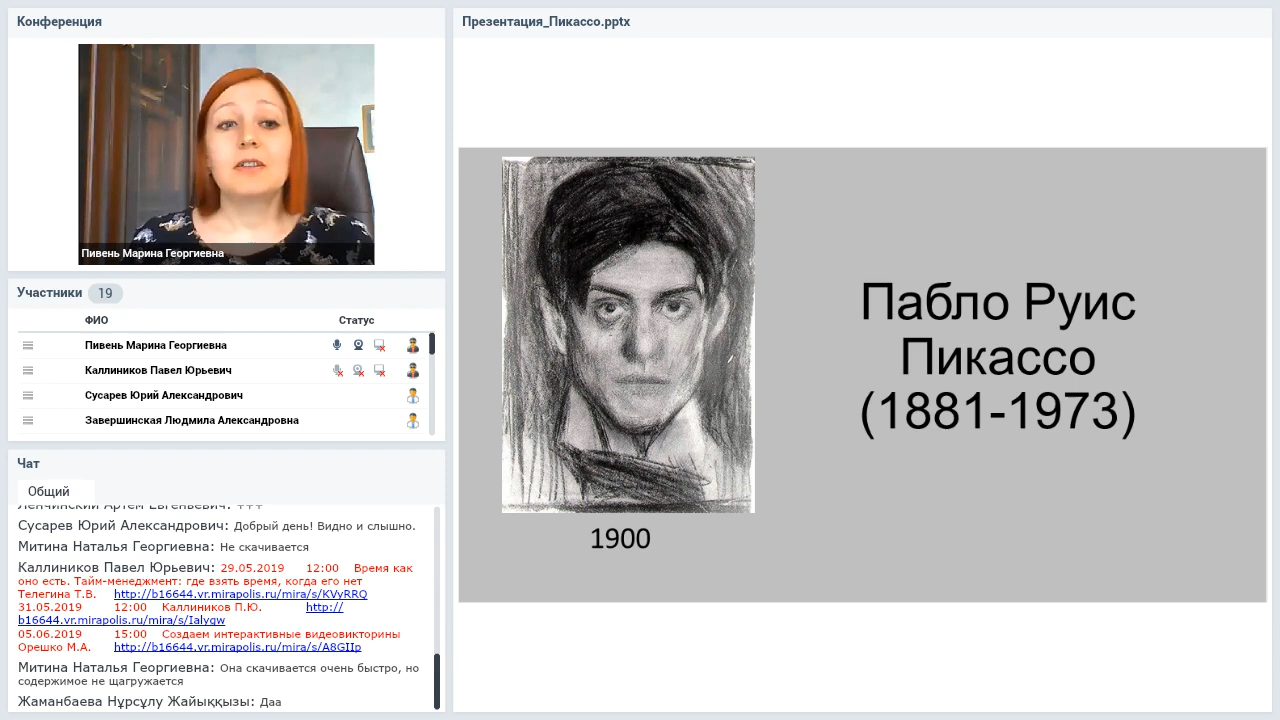 Конференция
Пивень Марина Георгиевна
Участники 19
ФИО Статус
Пивень Марина Георгиевна
Каллиников Павел Юрьевич
Сусарев Юрий Александрович
Завершинская Людмила Александровна
Чат
Общий
Ленчинский Артем Евгеньевич: +++
Сусарев Юрий Александрович: Добрый день! Видно и слышно.
Митина Наталья Георгиевна: Не скачивается
Каллиников Павел Юрьевич: 29.05.2019 12:00 Время как
оно есть. Тайм-менеджмент: где взять время, когда его нет
Телегина Т.В. http://b16644.vr.mirapolis.ru/mira/s/KVyRRQ
31.05.2019 12:00 Каллиников П.Ю. http://
b16644.vr.mirapolis.ru/mira/s/Ialygw
05.06.2019 15:00 Создаем интерактивные видеовикторины
Орешко М.А. http://b16644.vr.mirapolis.ru/mira/s/A8GIIp
Митина Наталья Георгиевна: Она скачивается очень быстро, но
содержимое не щагружается
Жаманбаева Нұрсұлу Жайыққызы: Даа
Презентация_Пикассо.pptx
Пабло Руис
Пикассо
(1881-1973)
1900